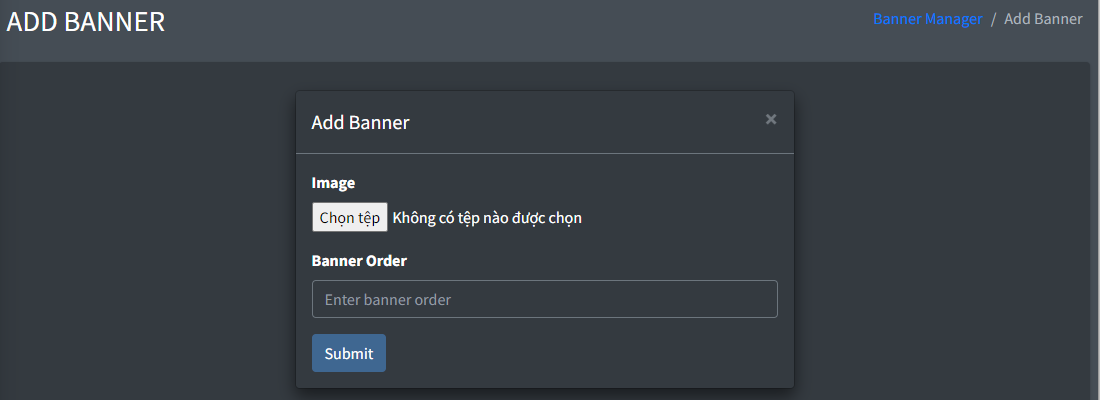 ADD BANNER
Banner Manager / Add Banner
Add Banner ×
Image
Chọn tệp Không có tệp nào được chọn
Banner Order
Enter banner order
Submit